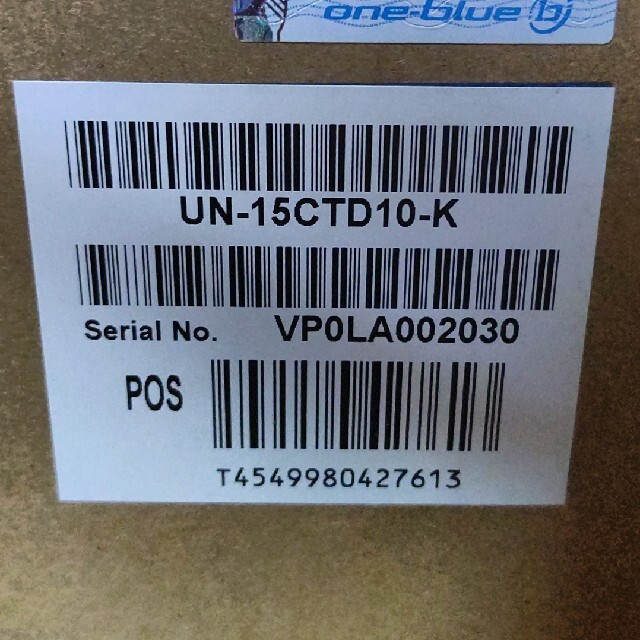 one-blue
UN-15CTD10-K
Serial No. VP0LA002030
POS
T4549980427613